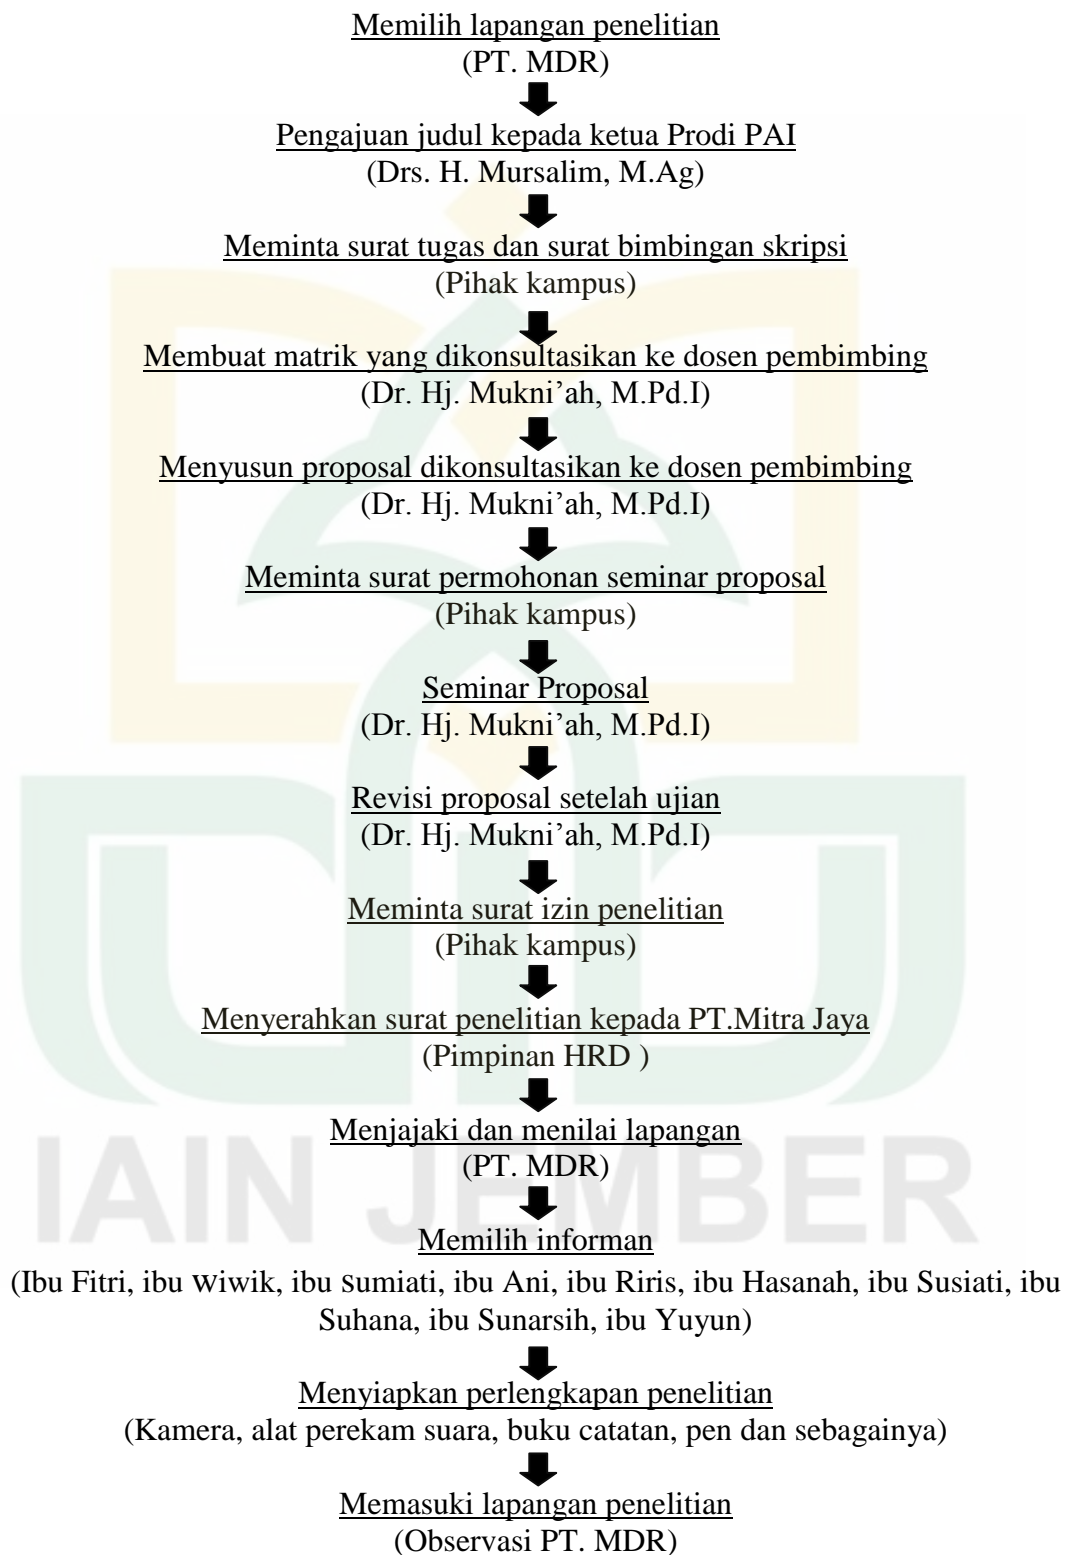 Memilih lapangan penelitian
(PT. MDR)
Pengajuan judul kepada ketua Prodi PAI
(Drs. H. Mursalim, M.Ag)
Meminta surat tugas dan surat bimbingan skripsi
(Pihak kampus)
Membuat matrik yang dikonsultasikan ke dosen pembimbing
(Dr. Hj. Mukni’ah, M.Pd.I)
Menyusun proposal dikonsultasikan ke dosen pembimbing
(Dr. Hj. Mukni’ah, M.Pd.I)
Meminta surat permohonan seminar proposal
(Pihak kampus)
Seminar Proposal
(Dr. Hj. Mukni’ah, M.Pd.I)
Revisi proposal setelah ujian
(Dr. Hj. Mukni’ah, M.Pd.I)
Meminta surat izin penelitian
(Pihak kampus)
Menyerahkan surat penelitian kepada PT.Mitra Jaya
(Pimpinan HRD )
Menjajaki dan menilai lapangan
(PT. MDR)
IAIN JEMBER
Memilih informan
(Ibu Fitri, ibu wiwik, ibu sumiati, ibu Ani, ibu Riris, ibu Hasanah, ibu Susiati, ibu
Suhana, ibu Sunarsih, ibu Yuyun)
Menyiapkan perlengkapan penelitian
(Kamera, alat perekam suara, buku catatan, pen dan sebagainya)
Memasuki lapangan penelitian
(Observasi PT. MDR)